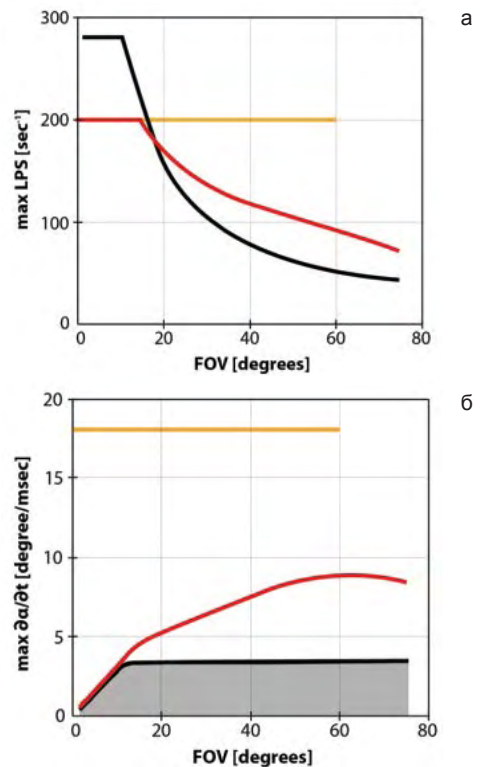 а
300
200
100
0
max LPS [sec⁻¹]
20 40 60 80
FOV [degrees]
б
20
15
10
5
0
max ∂α/∂t [degree/msec]
0 20 40 60 80
FOV [degrees]